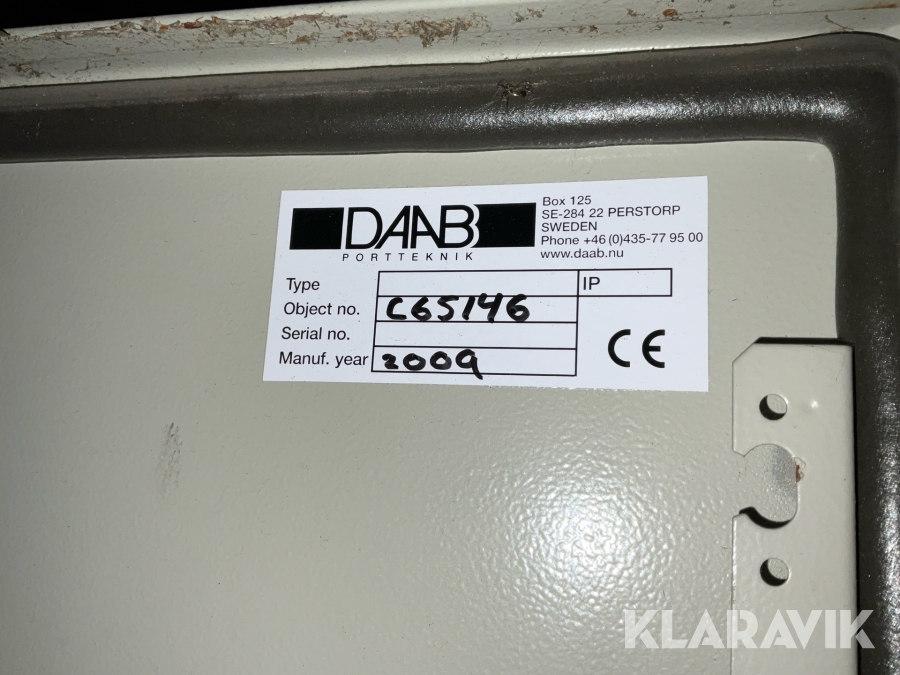 DAAB
PORTTEKNIK
Box 125
SE-284 22 PERSTORP
SWEDEN
Phone +46 (0)435-77 95 00
www.daab.nu
Type
IP
Object no. C65146
Serial no.
Manuf. year 2009
CE
KLARAVIK